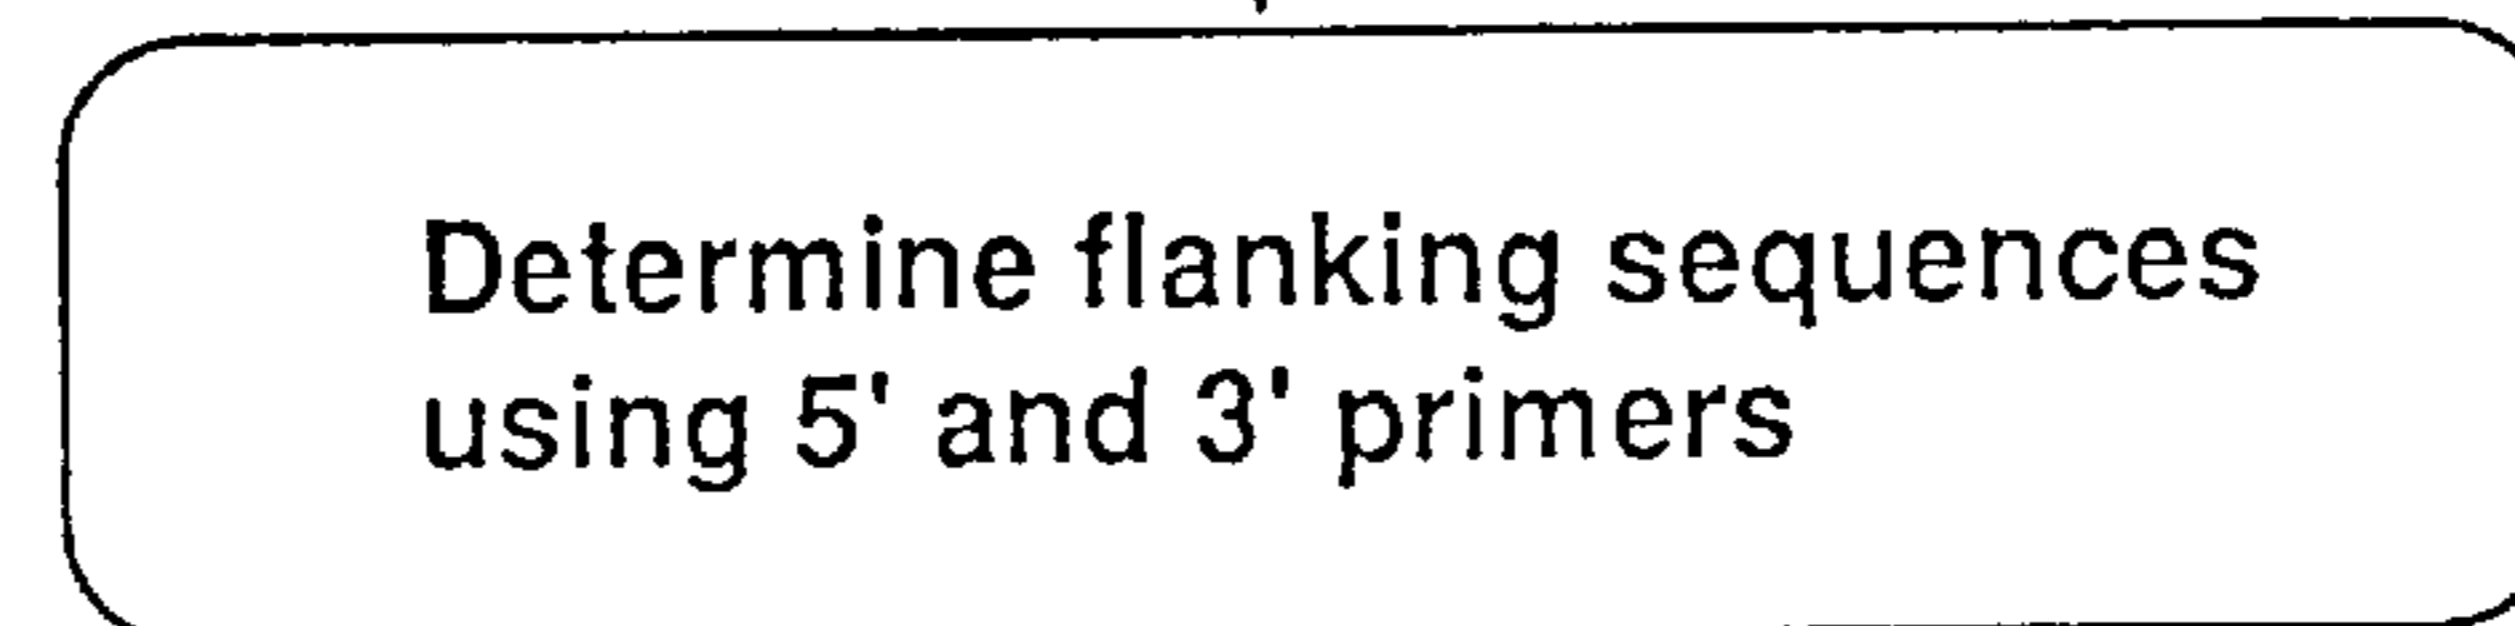 Determine flanking sequences
using 5' and 3' primers